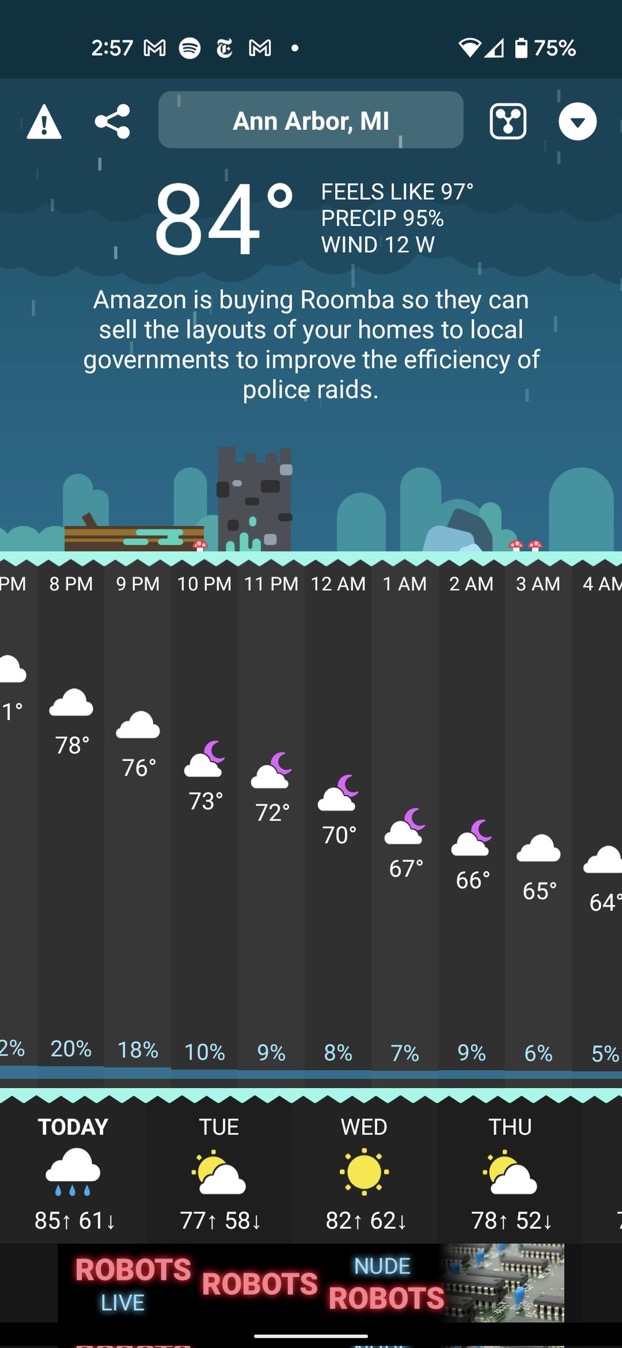 2:57 75%
Ann Arbor, MI
84°
FEELS LIKE 97°
PRECIP 95%
WIND 12 W
Amazon is buying Roomba so they can
sell the layouts of your homes to local
governments to improve the efficiency of
police raids.
PM 8 PM 9 PM 10 PM 11 PM 12 AM 1 AM 2 AM 3 AM 4 AM
1° 78° 76° 73° 72° 70° 67° 66° 65° 64°
2% 20% 18% 10% 9% 8% 7% 9% 6% 5%
TODAY TUE WED THU
85↑ 61↓ 77↑ 58↓ 82↑ 62↓ 78↑ 52↓
ROBOTS ROBOTS NUDE
LIVE ROBOTS